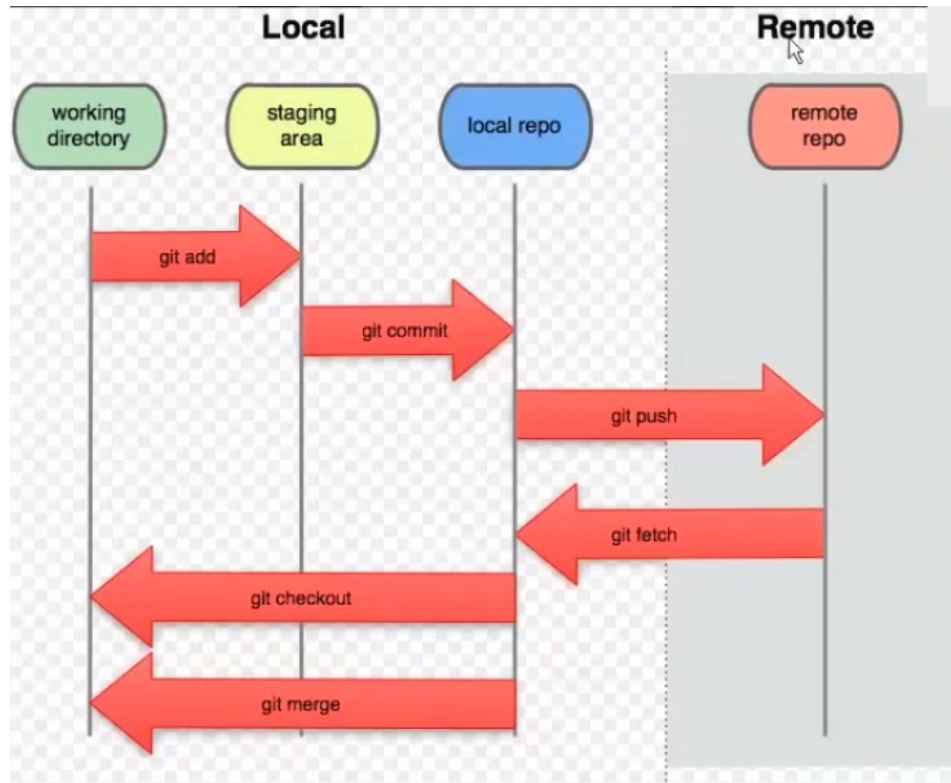 Local
Remote
working
directory
staging
area
local repo
remote
repo
git add
git commit
git push
git fetch
git checkout
git merge